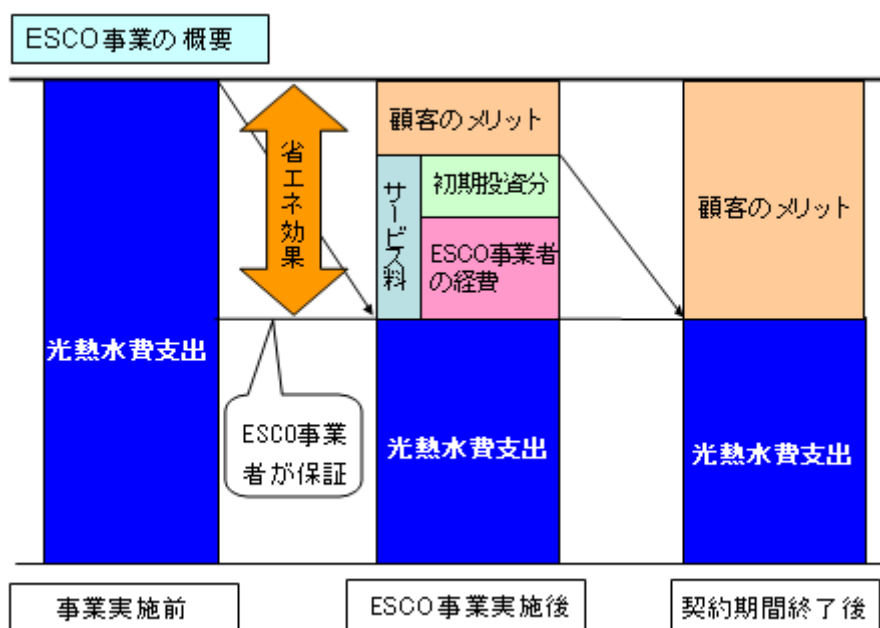 ESCO事業の概要
光熱水費支出
省エネ効果
ESCO事業
者が保証
顧客のメリット
サービス料
初期投資分
ESCO事業者
の経費
光熱水費支出
顧客のメリット
光熱水費支出
事業実施前
ESCO事業実施後
契約期間終了後